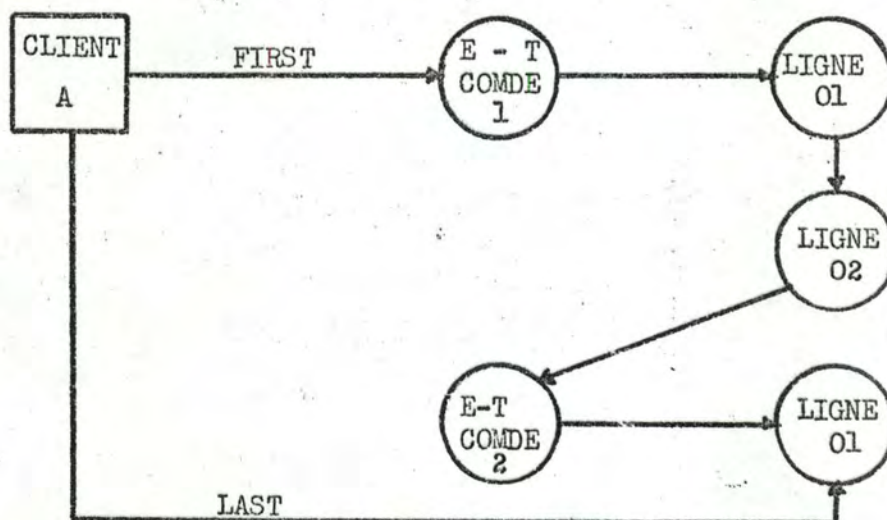 CLIENT
A
FIRST
E - T
COMDE
1
LIGNE
01
LIGNE
02
E-T
COMDE
2
LIGNE
01
LAST